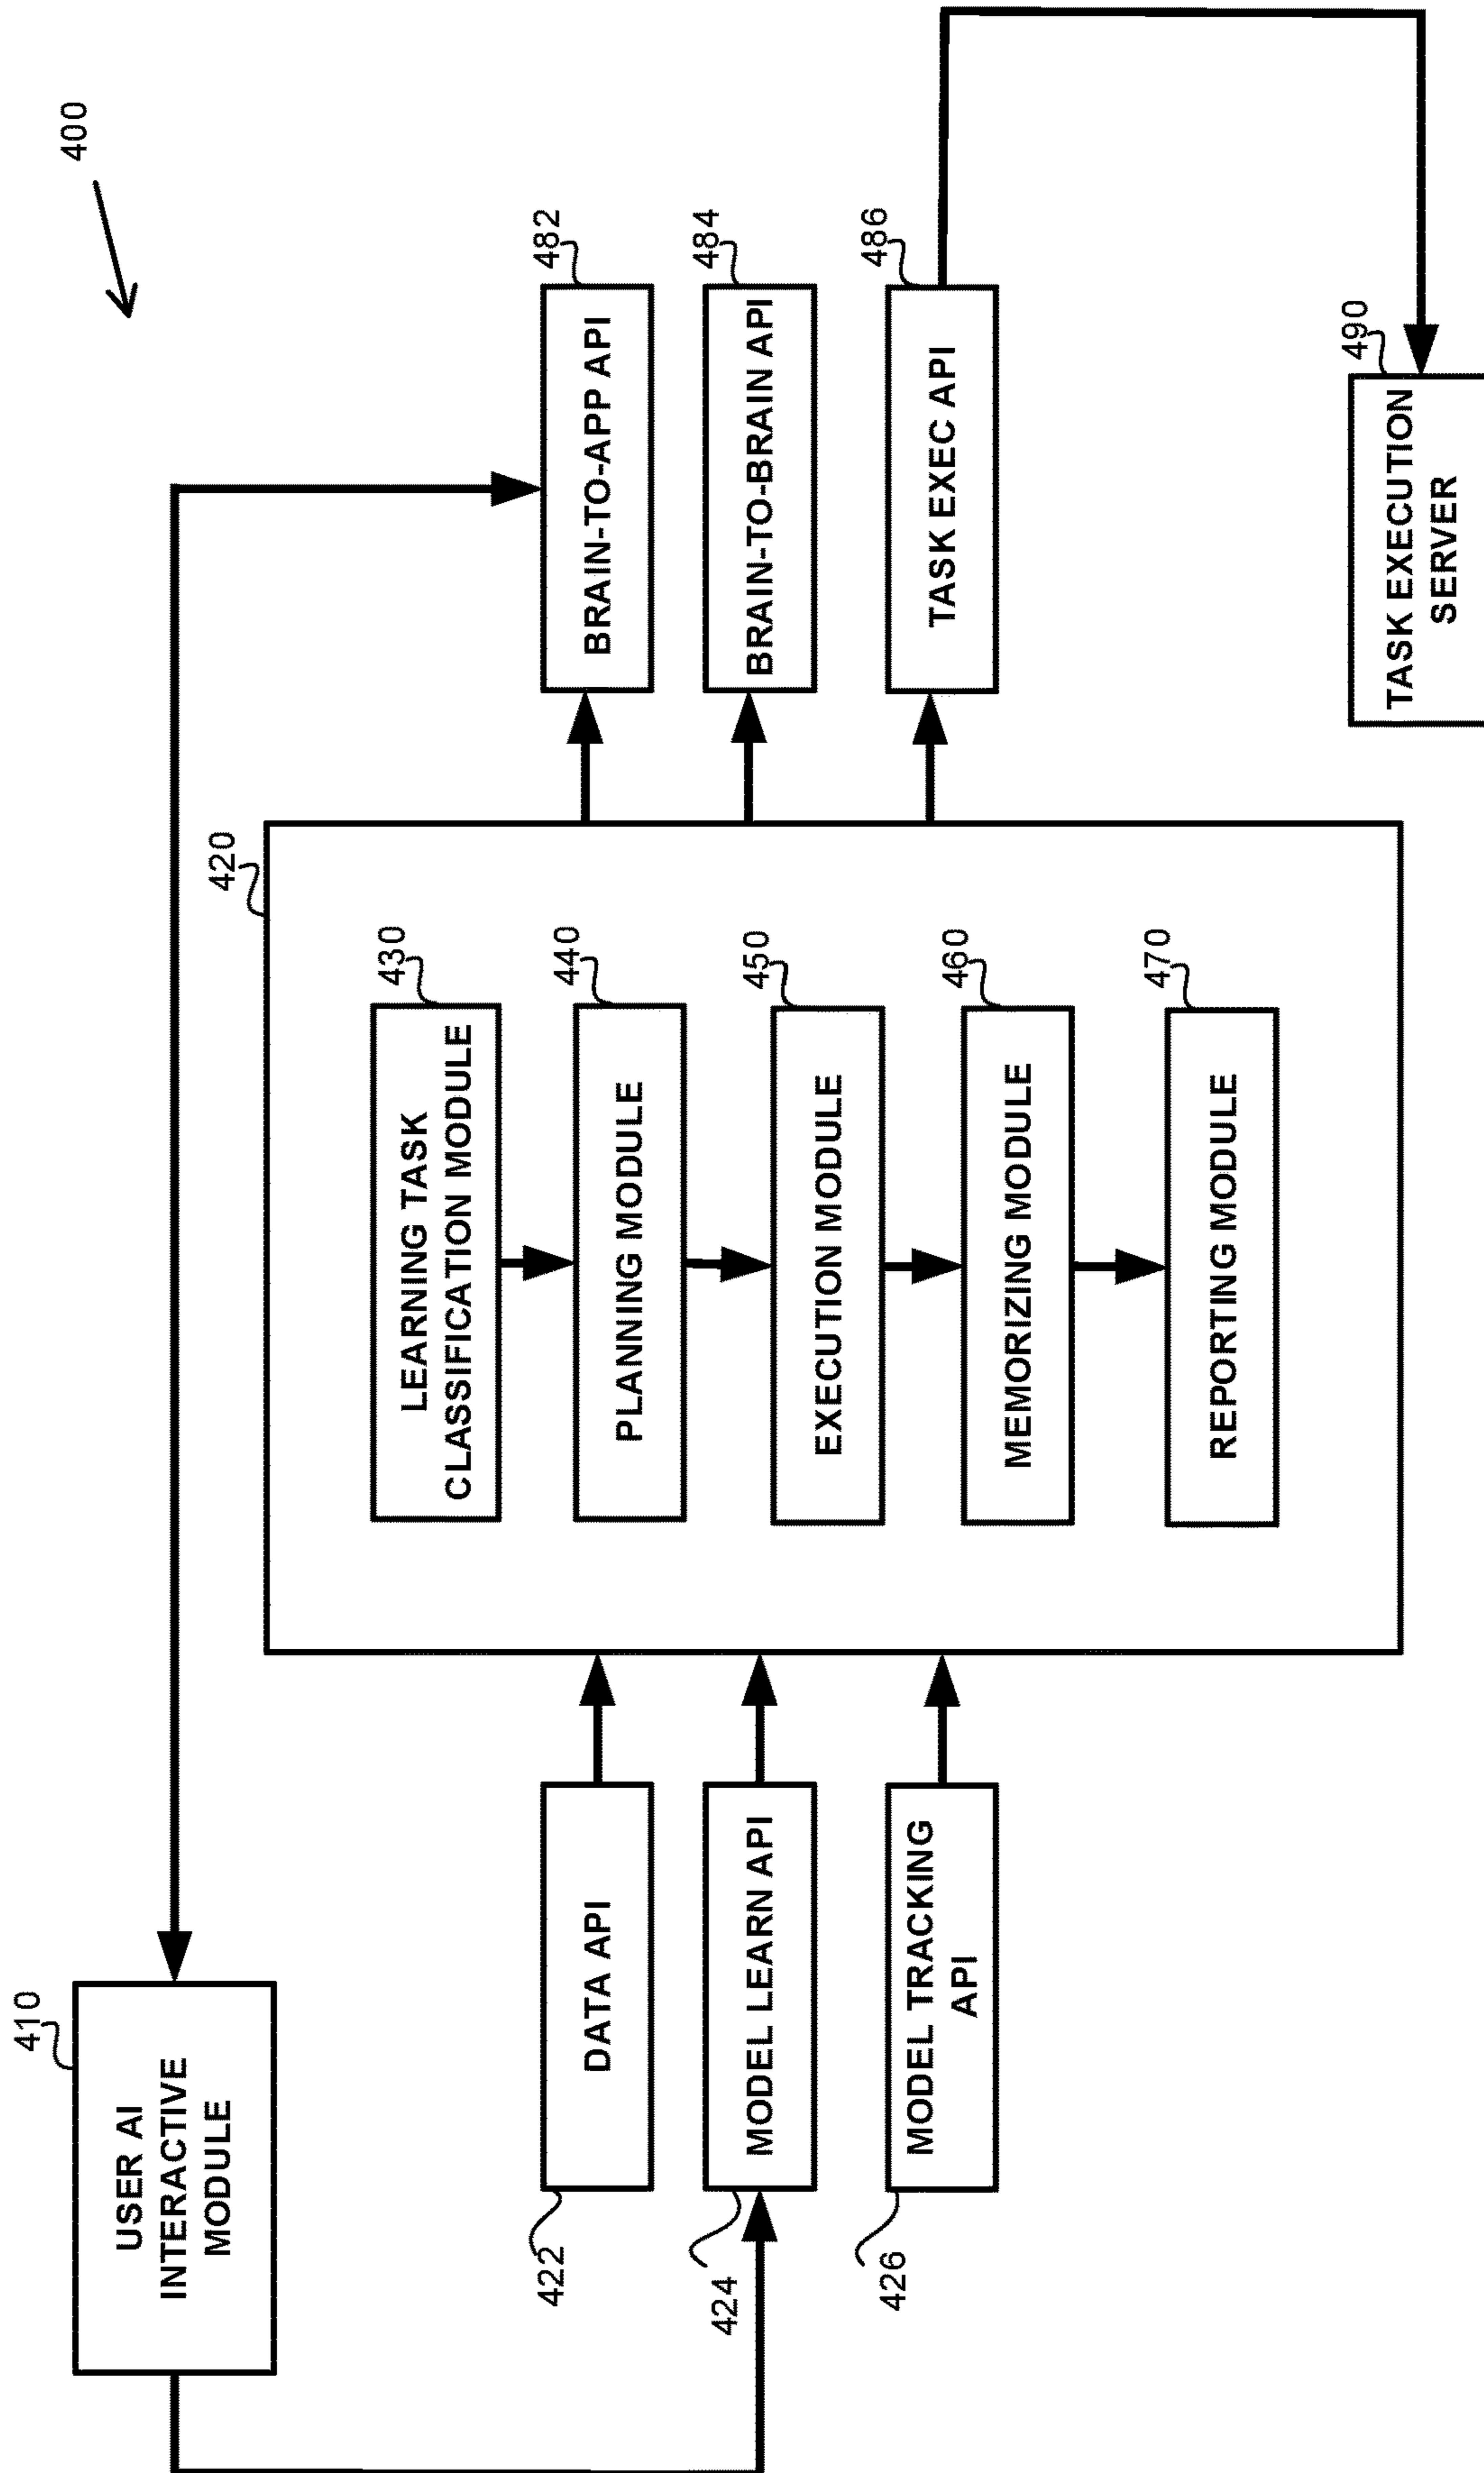 400
410
USER AI
INTERACTIVE
MODULE
420
422
DATA API
424
MODEL LEARN API
426
MODEL TRACKING
API
430
LEARNING TASK
CLASSIFICATION MODULE
440
PLANNING MODULE
450
EXECUTION MODULE
460
MEMORIZING MODULE
470
REPORTING MODULE
482
BRAIN-TO-APP API
484
BRAIN-TO-BRAIN API
486
TASK EXEC API
490
TASK EXECUTION
SERVER